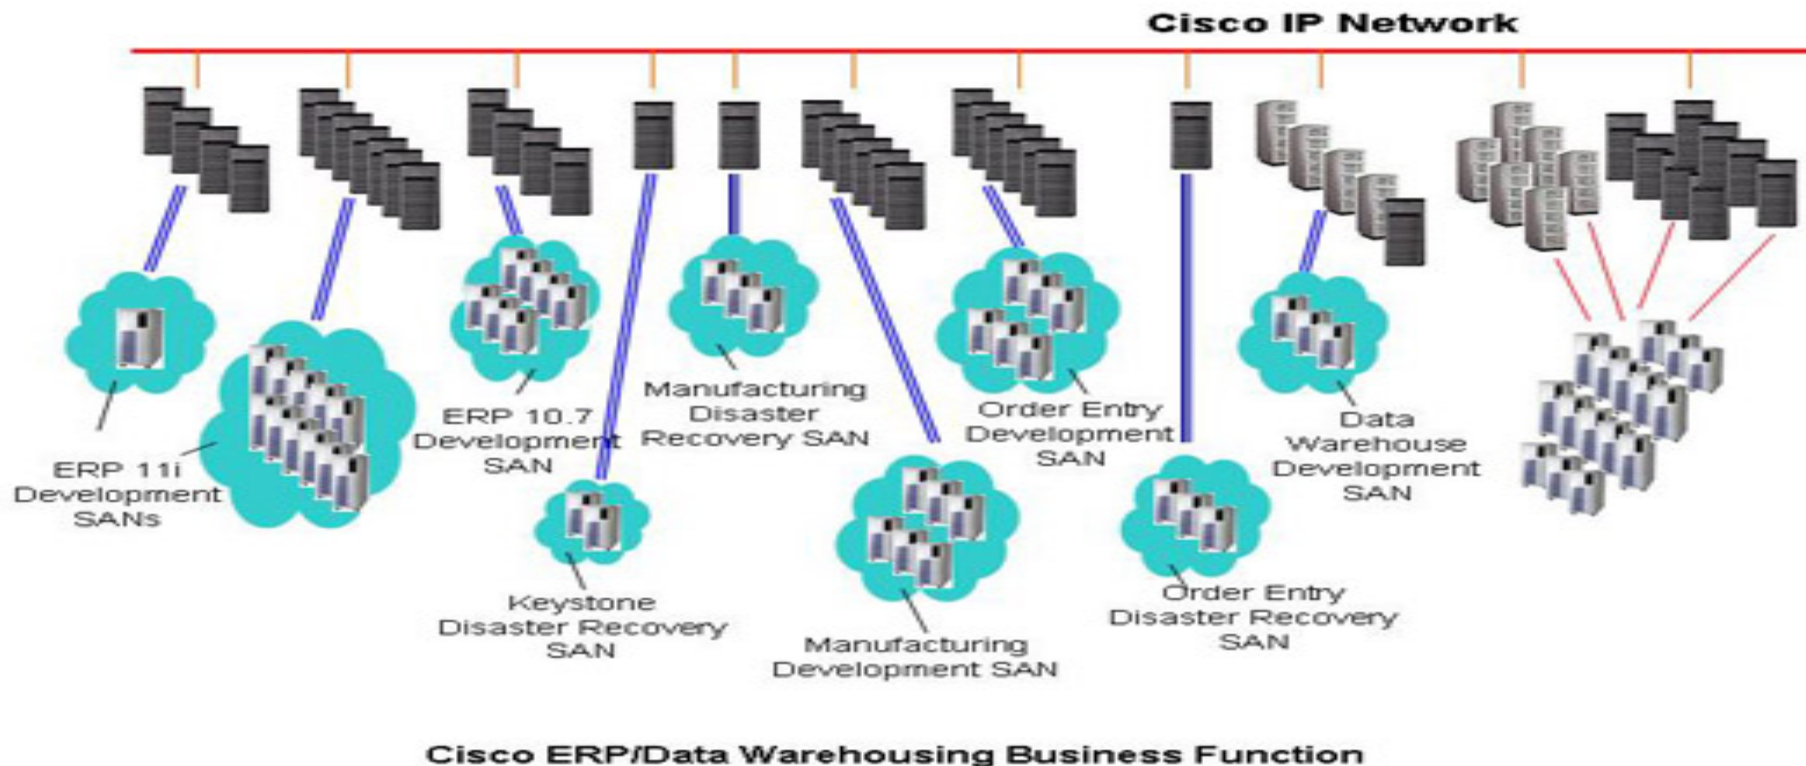 Cisco IP Network
ERP 11i
Development
SANs
ERP 10.7
Development
SAN
Keystone
Disaster Recovery
SAN
Manufacturing
Disaster
Recovery SAN
Manufacturing
Development SAN
Order Entry
Development
SAN
Order Entry
Disaster Recovery
SAN
Data
Warehouse
Development
SAN
Cisco ERP/Data Warehousing Business Function